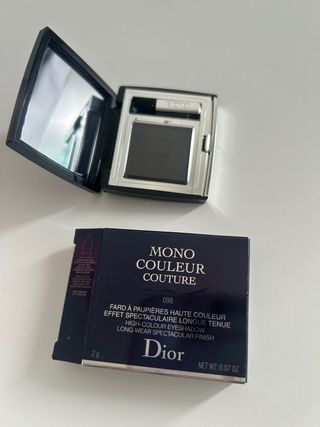 MONO
COULEUR
COUTURE
098
FARD À PAUPIÈRES HAUTE COULEUR
EFFET SPECTACULAIRE LONGUE TENUE
HIGH-COLOUR EYESHADOW
LONG-WEAR SPECTACULAR FINISH
2 g
Dior
NET WT. 0.07 OZ